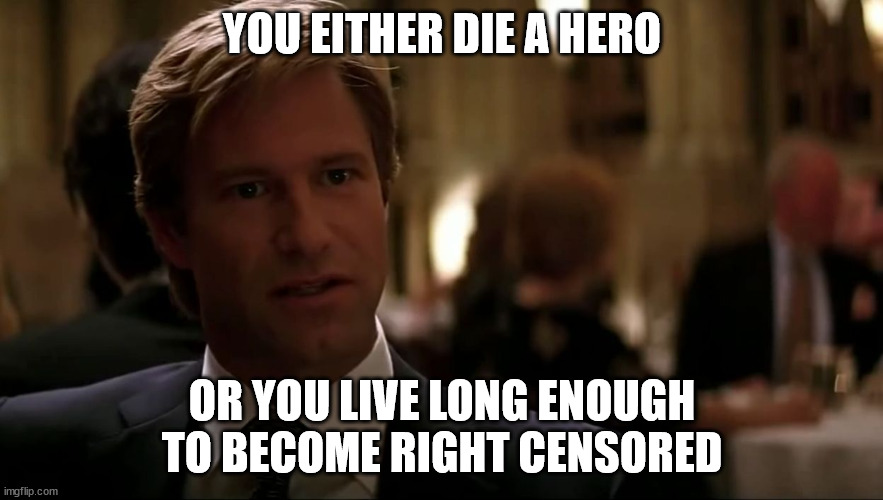 YOU EITHER DIE A HERO
OR YOU LIVE LONG ENOUGH
TO BECOME RIGHT CENSORED
imgflip.com